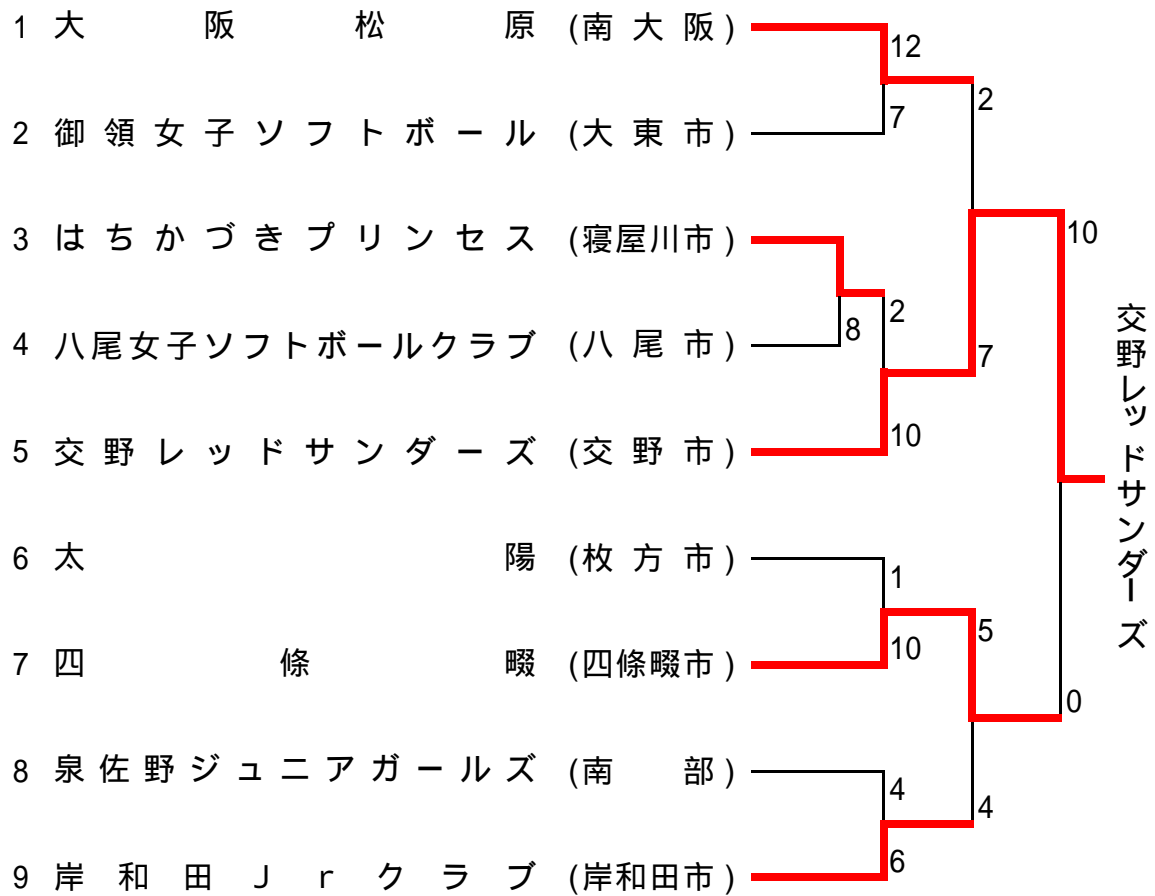 1 大阪松原 (南大阪)
12
2
7
2 御領女子ソフトボール (大東市)
3 はちかづきプリンセス (寝屋川市)
10
2
8
4 八尾女子ソフトボールクラブ (八尾市)
7
10
5 交野レッドサンダーズ (交野市)
交野レッドサンダーズ
6 太陽 (枚方市)
1
5
10
7 四條畷 (四條畷市)
0
8 泉佐野ジュニアガールズ (南部)
4
4
6
9 岸和田Jrクラブ (岸和田市)